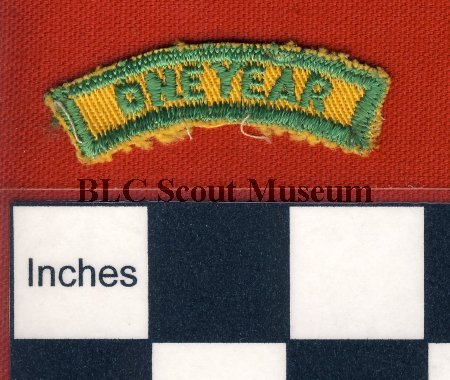 ONE YEAR
BLC Scout Museum
Inches